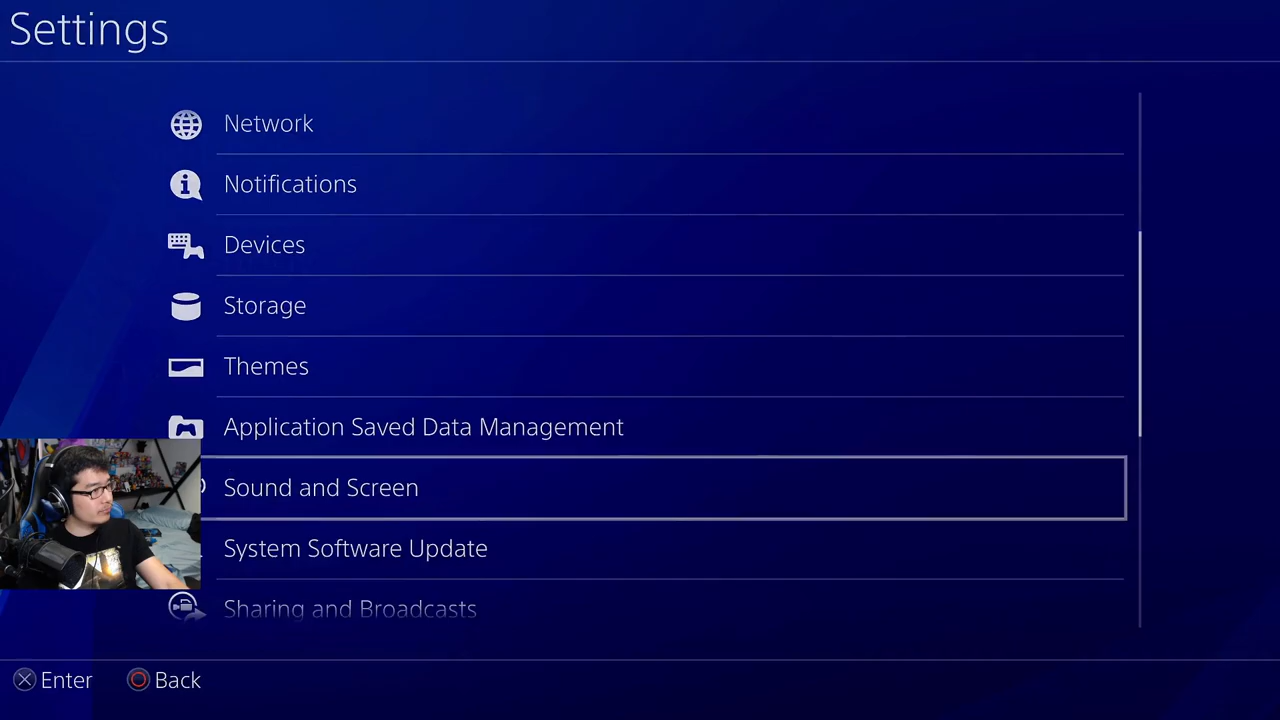 Settings
Network
Notifications
Devices
Storage
Themes
Application Saved Data Management
Sound and Screen
System Software Update
Sharing and Broadcasts
Enter
Back